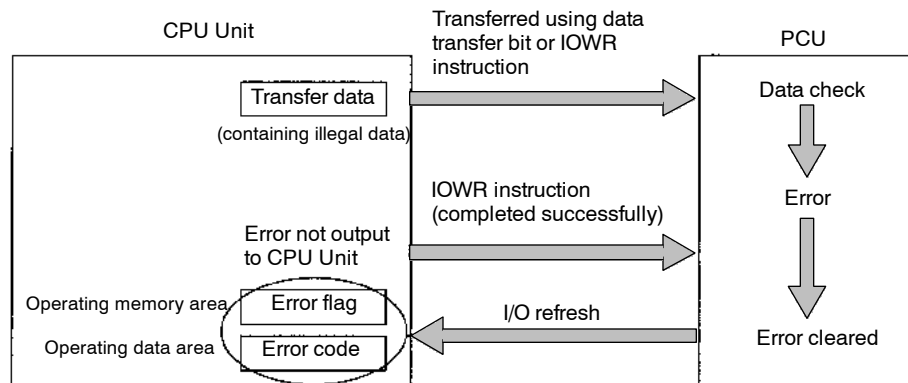 CPU Unit
Transferred using data
transfer bit or IOWR
instruction
PCU
Transfer data
(containing illegal data)
Data check
IOWR instruction
(completed successfully)
Error
Error not output
to CPU Unit
Operating memory area
Error flag
I/O refresh
Operating data area
Error code
Error cleared